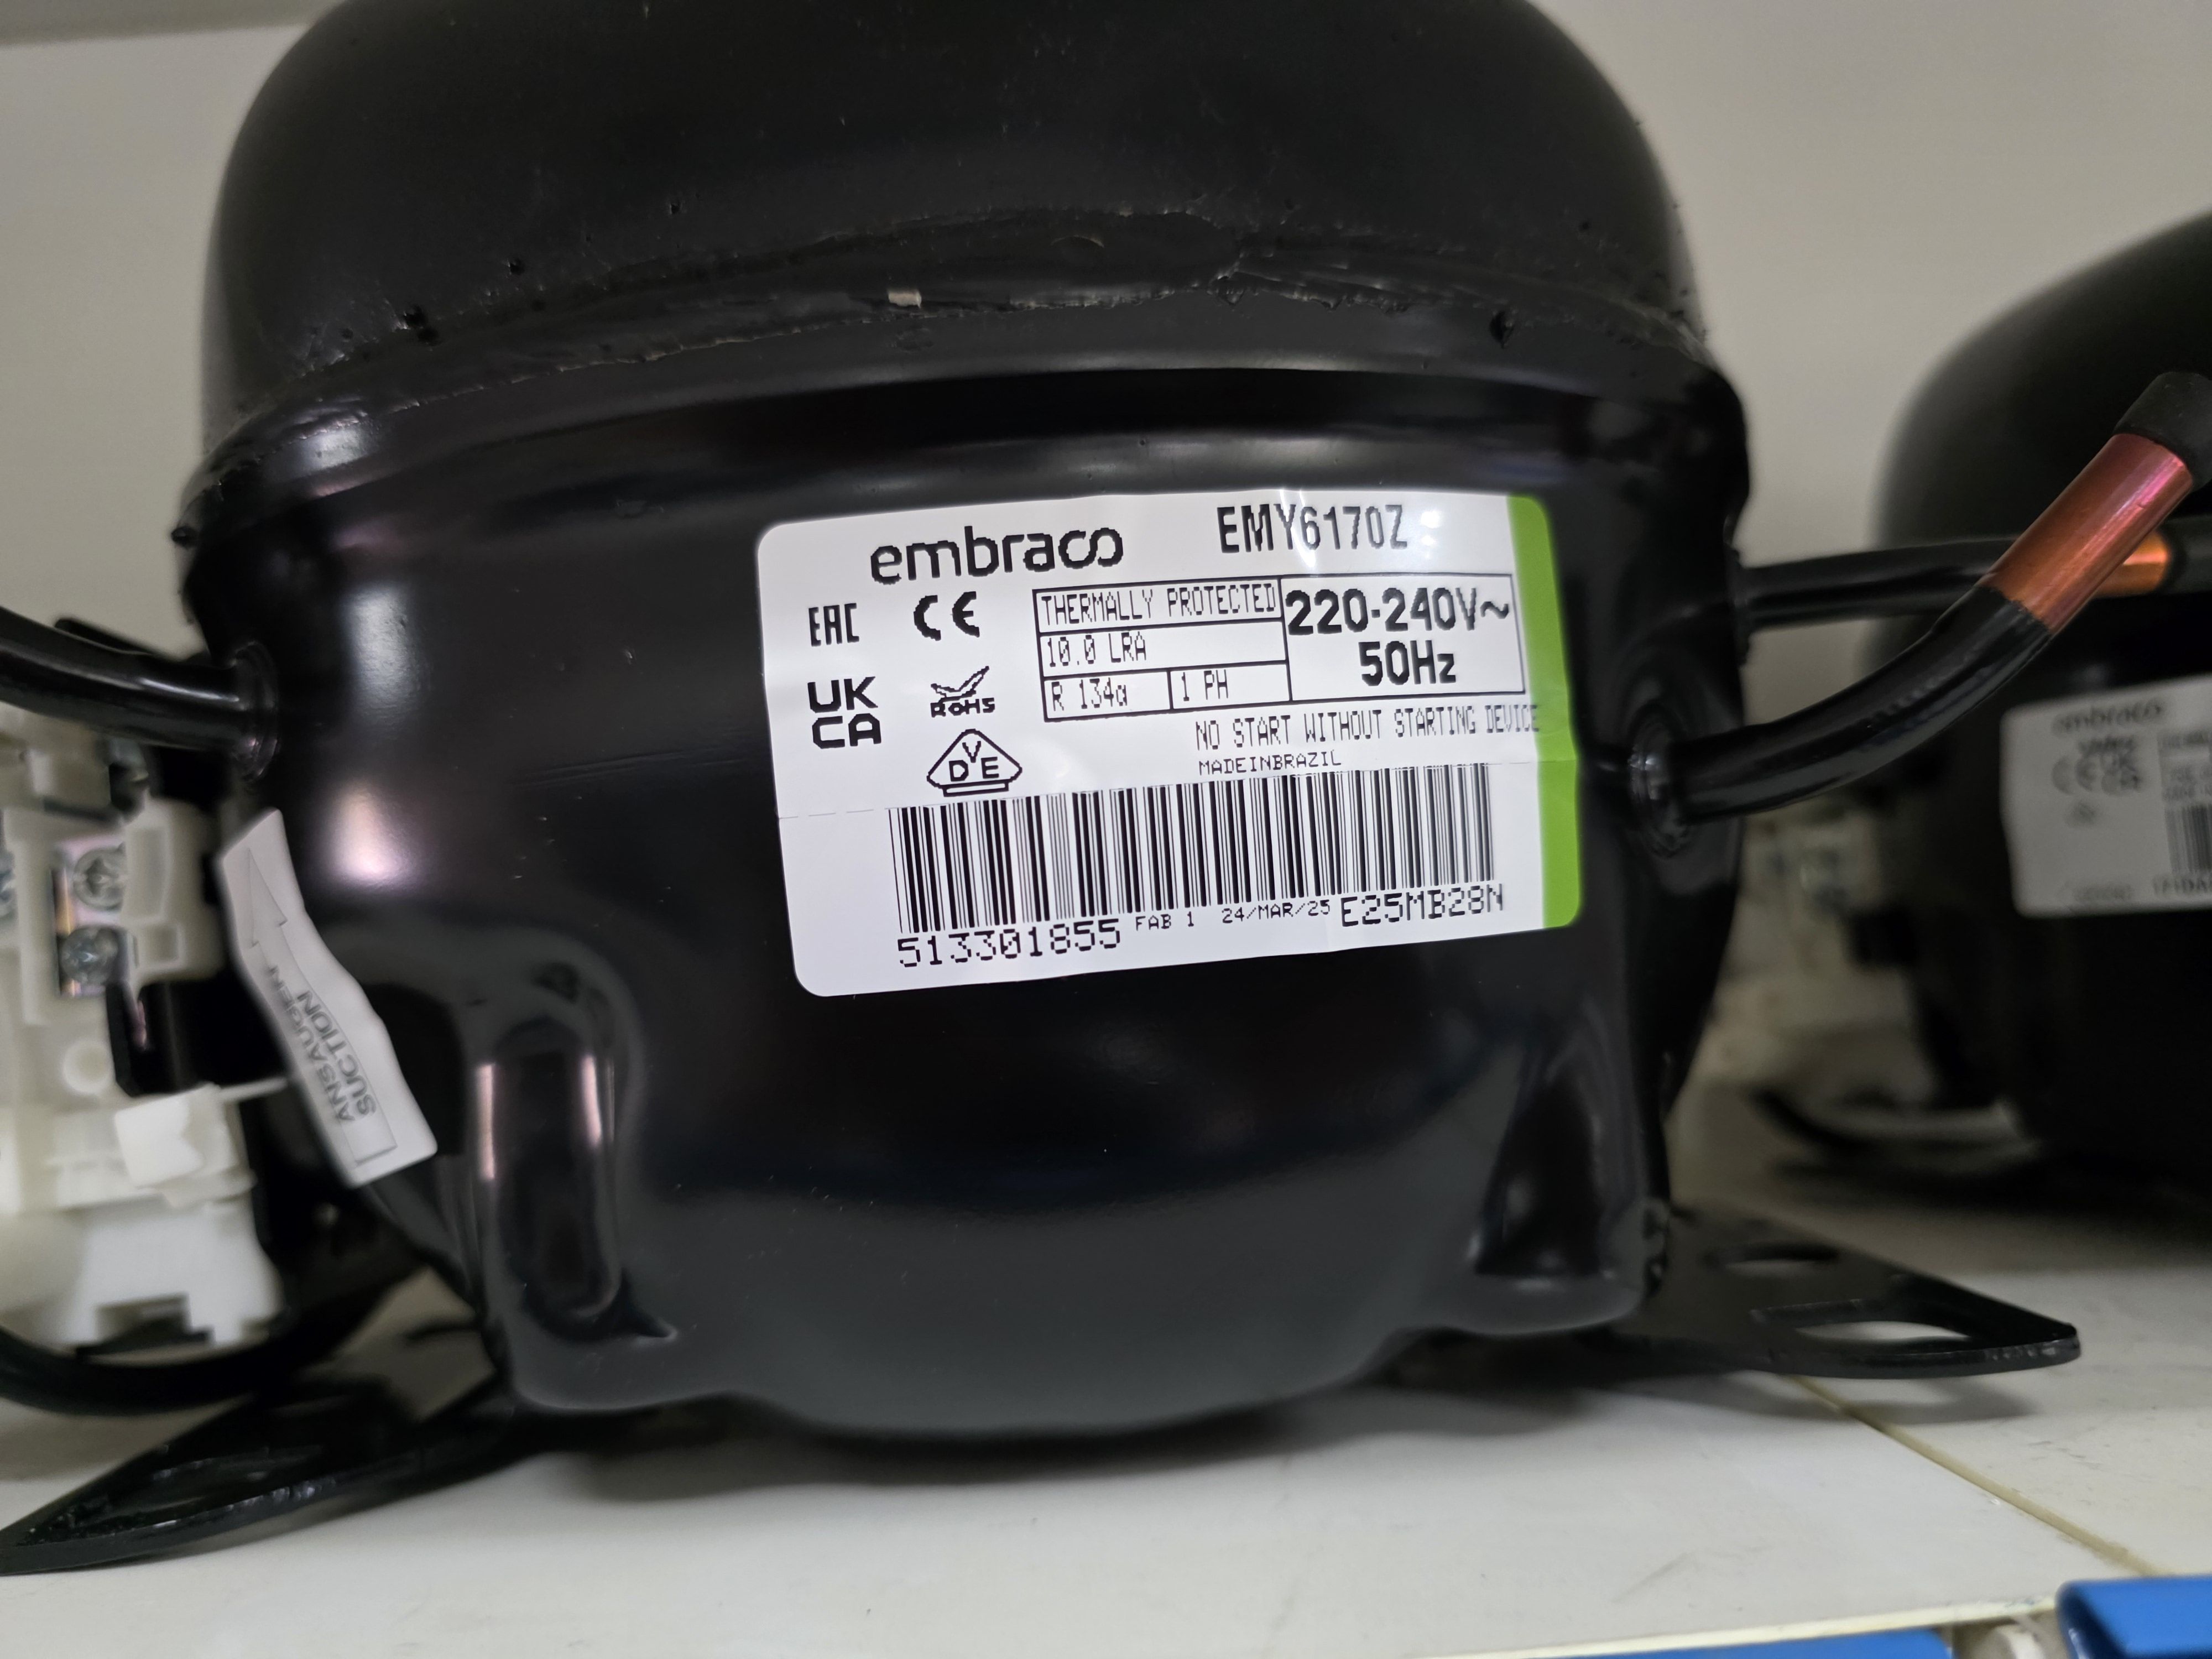 embraco EMY6170Z
EAC CE
THERMALLY PROTECTED
10.0 LRA
R 134a 1 PH
220-240V~
50Hz
UK
CA
RoHS
NO START WITHOUT STARTING DEVICE
MADEINBRAZIL
VDE
513301855 FAB 1 24/MAR/25 E25MB28N
ANSAUGEN
SUCTION
embraco